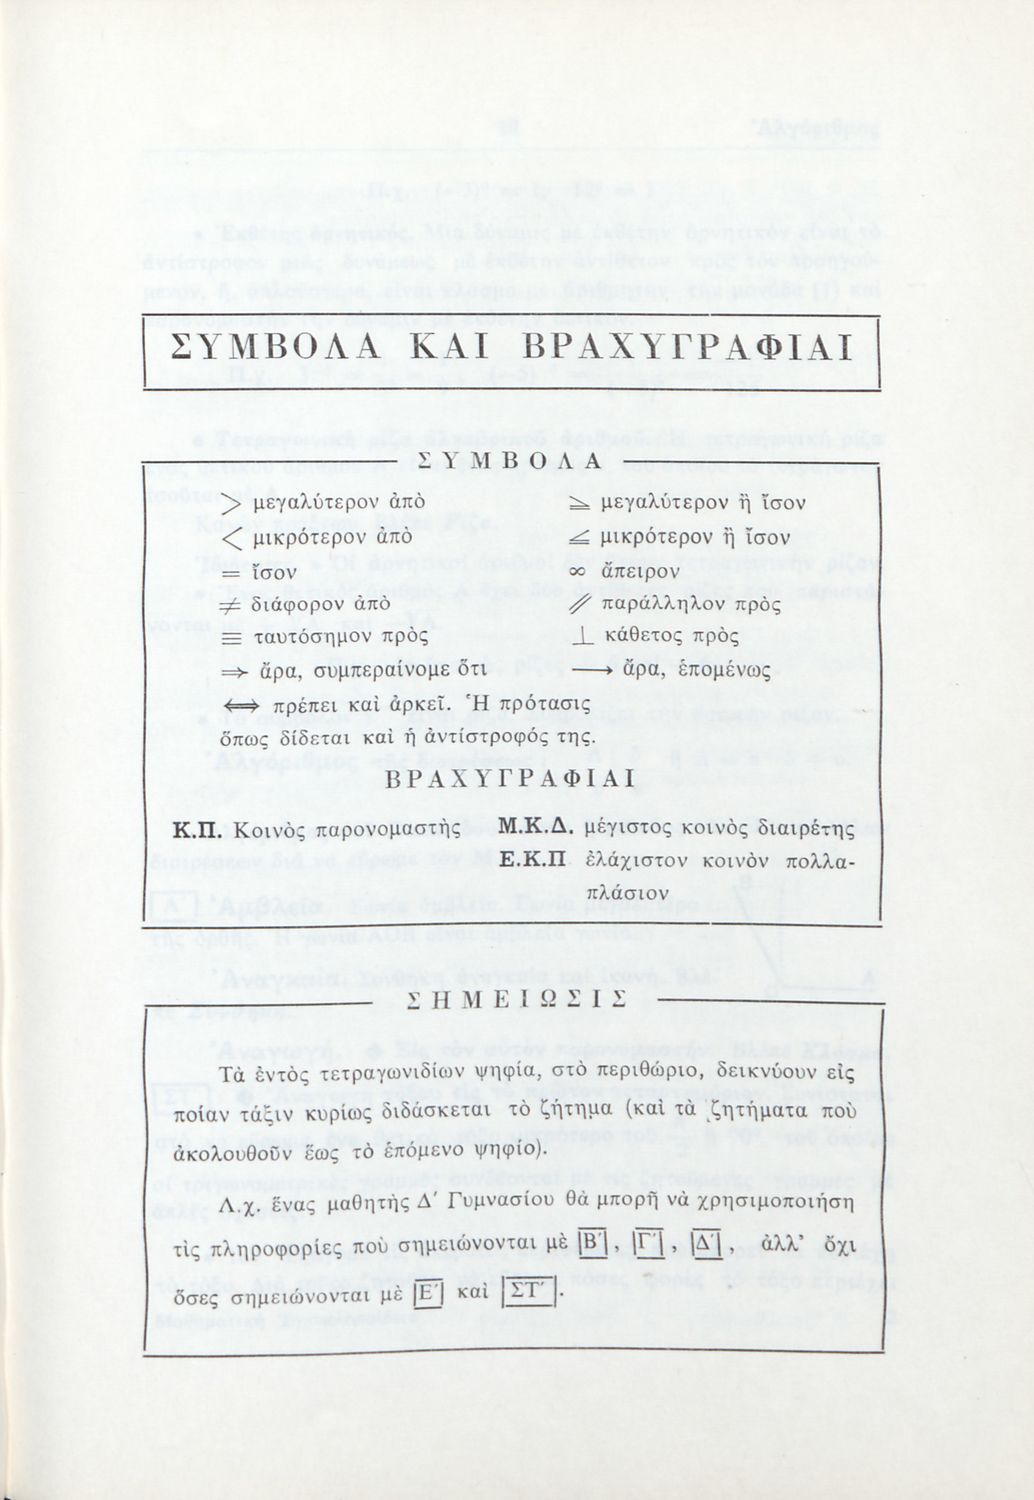 ΣΥΜΒΟΛΑ ΚΑΙ ΒΡΑΧΥΓΡΑΦΙΑΙ
ΣΥΜΒΟΛΑ
> μεγαλύτερον ἀπὸ ≥ μεγαλύτερον ἢ ἴσον
< μικρότερον ἀπὸ ≤ μικρότερον ἢ ἴσον
= ἴσον ∞ ἄπειρον
≠ διάφορον ἀπὸ ⫽ παράλληλον πρὸς
≡ ταυτόσημον πρὸς ⊥ κάθετος πρὸς
⇒ ἄρα, συμπεραίνομε ὅτι → ἄρα, ἑπομένως
⇔ πρέπει καὶ ἀρκεῖ. Ἡ πρότασις
ὅπως δίδεται καὶ ἡ ἀντίστροφός της.
ΒΡΑΧΥΓΡΑΦΙΑΙ
Κ.Π. Κοινὸς παρονομαστὴς Μ.Κ.Δ. μέγιστος κοινὸς διαιρέτης
Ε.Κ.Π ἐλάχιστον κοινὸν πολλα-
πλάσιον
ΣΗΜΕΙΩΣΙΣ
Τὰ ἐντὸς τετραγωνιδίων ψηφία, στὸ περιθώριο, δεικνύουν εἰς
ποίαν τάξιν κυρίως διδάσκεται τὸ ζήτημα (καὶ τὰ ζητήματα ποὺ
ἀκολουθοῦν ἕως τὸ ἑπόμενο ψηφίο).
Λ.χ. ἕνας μαθητὴς Δ′ Γυμνασίου θὰ μπορῆ νὰ χρησιμοποιήση
τὶς πληροφορίες ποὺ σημειώνονται μὲ Β′, Γ′, Δ′, ἀλλ’ ὄχι
ὅσες σημειώνονται μὲ Ε′ καὶ ΣΤ′.